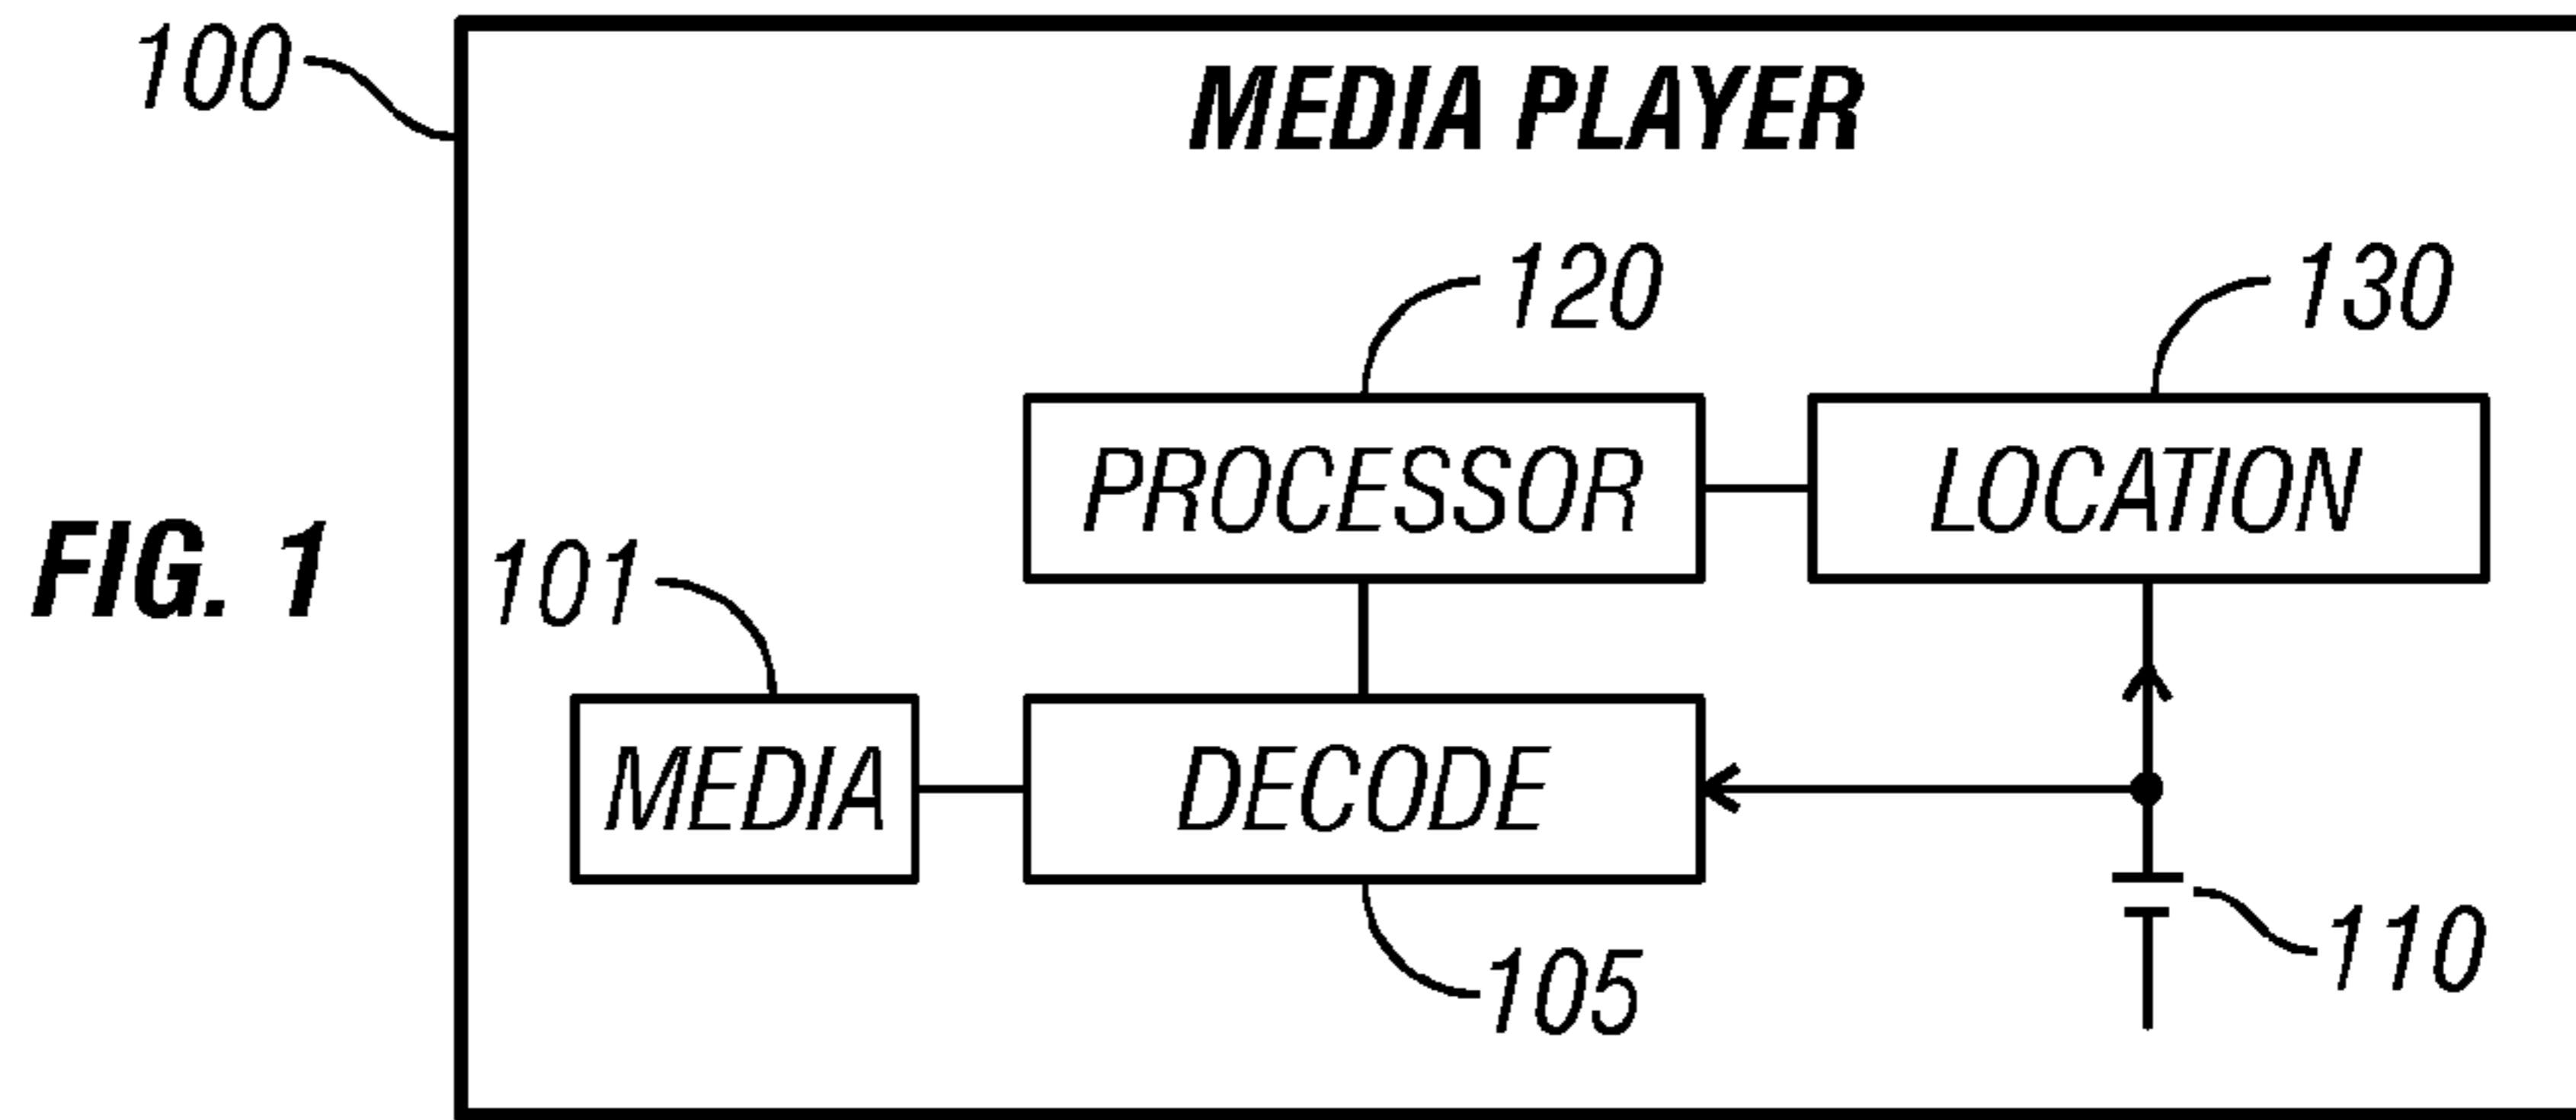 100
MEDIA PLAYER
120
130
PROCESSOR
LOCATION
FIG. 1
101
MEDIA
DECODE
105
110